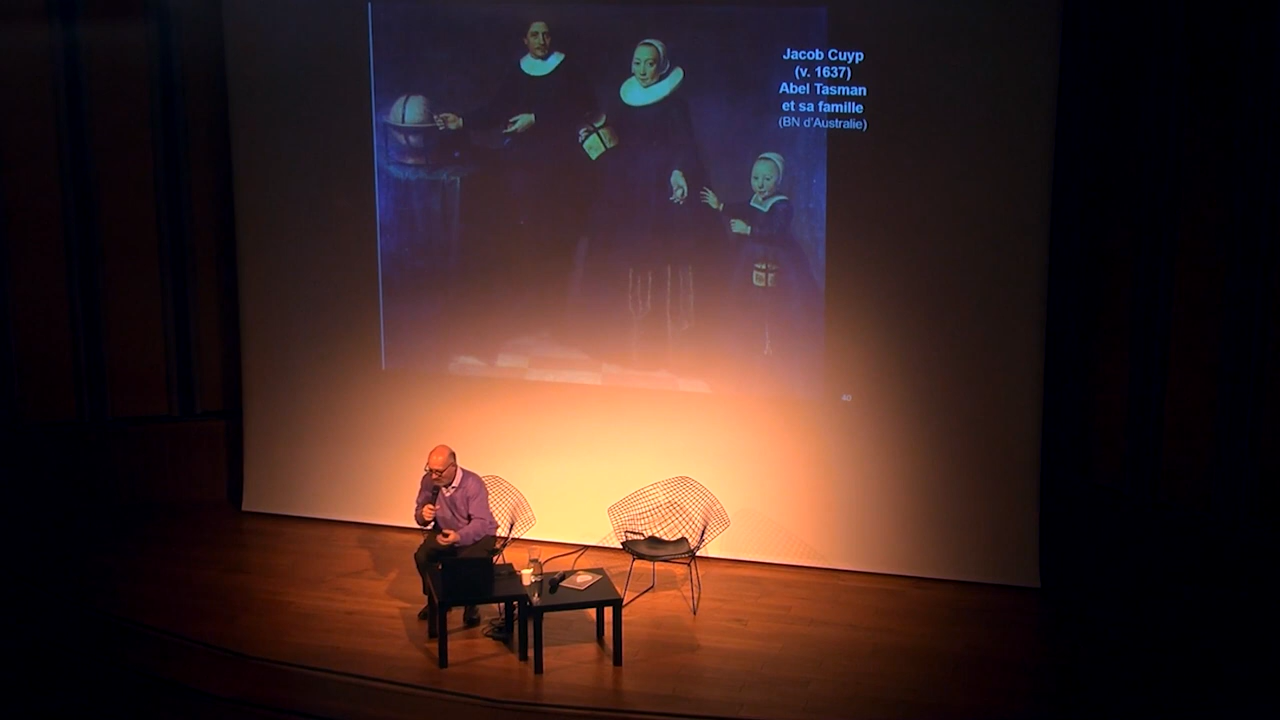 Jacob Cuyp
(v. 1637)
Abel Tasman
et sa famille
(BN d'Australie)
40